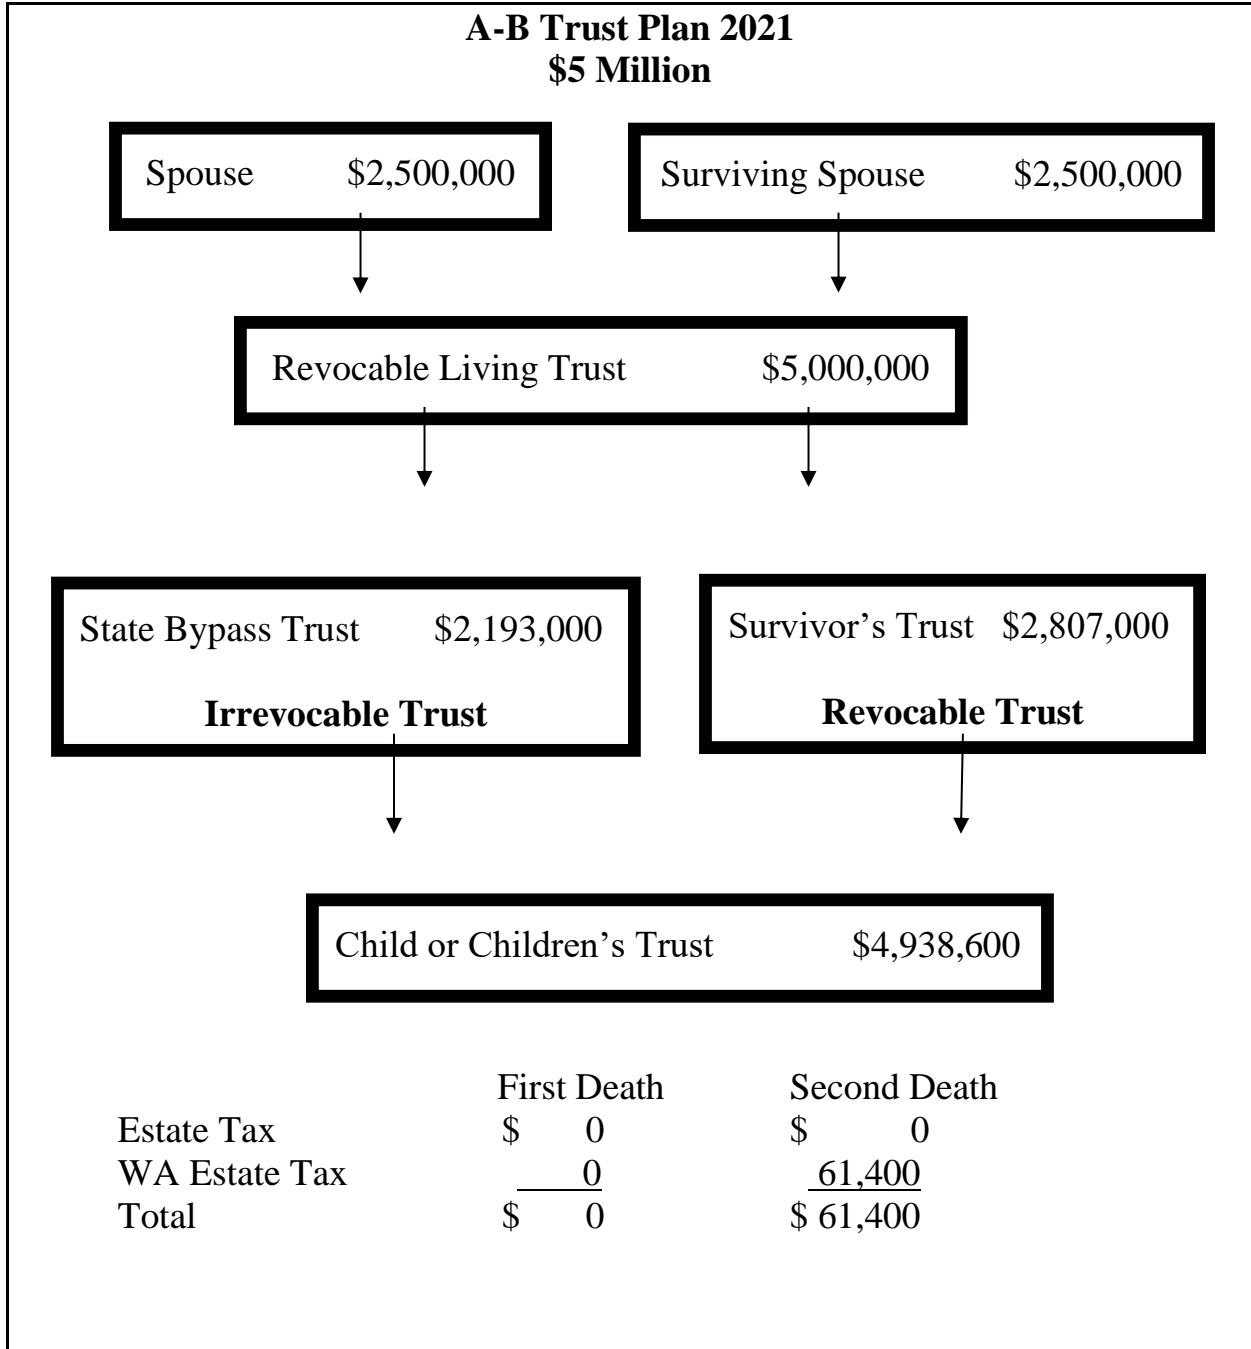 A-B Trust Plan 2021
$5 Million
Spouse $2,500,000
Surviving Spouse $2,500,000
Revocable Living Trust $5,000,000
State Bypass Trust $2,193,000
Irrevocable Trust
Survivor’s Trust $2,807,000
Revocable Trust
Child or Children’s Trust $4,938,600
First Death Second Death
Estate Tax $ 0 $ 0
WA Estate Tax 0 61,400
Total $ 0 $ 61,400